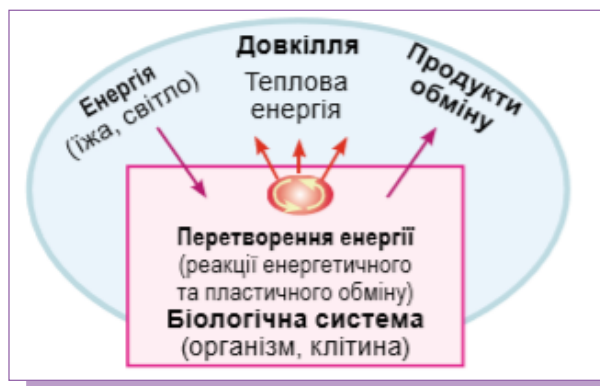 Довкілля
Енергія
(їжа, світло)
Теплова
енергія
Продукти
обміну
Перетворення енергії
(реакції енергетичного
та пластичного обміну)
Біологічна система
(організм, клітина)